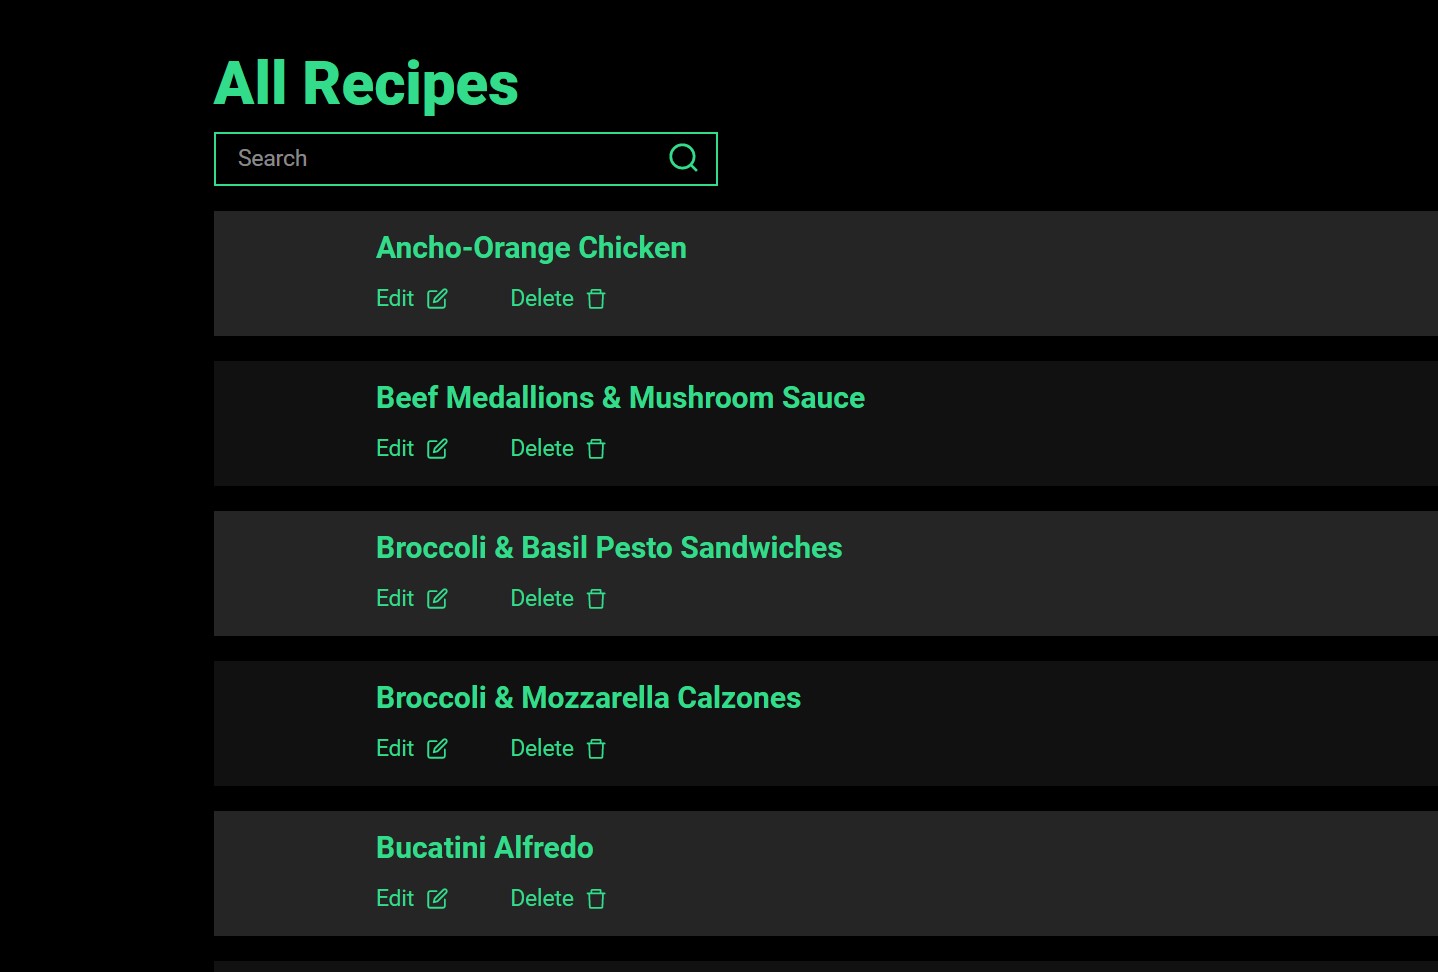 All Recipes
Search
Ancho-Orange Chicken
Edit Delete
Beef Medallions & Mushroom Sauce
Edit Delete
Broccoli & Basil Pesto Sandwiches
Edit Delete
Broccoli & Mozzarella Calzones
Edit Delete
Bucatini Alfredo
Edit Delete